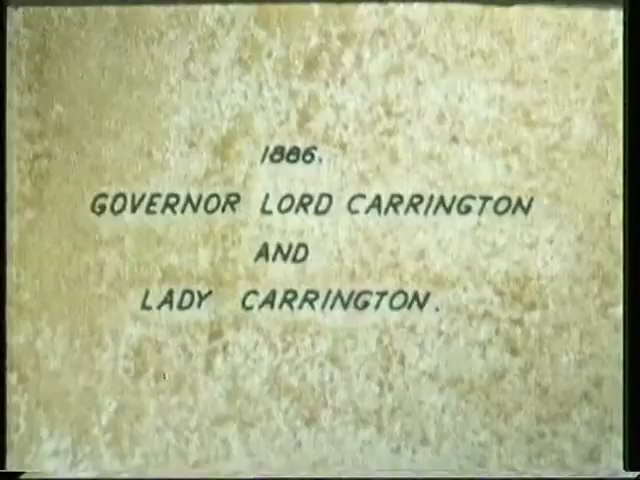 1886.
GOVERNOR LORD CARRINGTON
AND
LADY CARRINGTON.